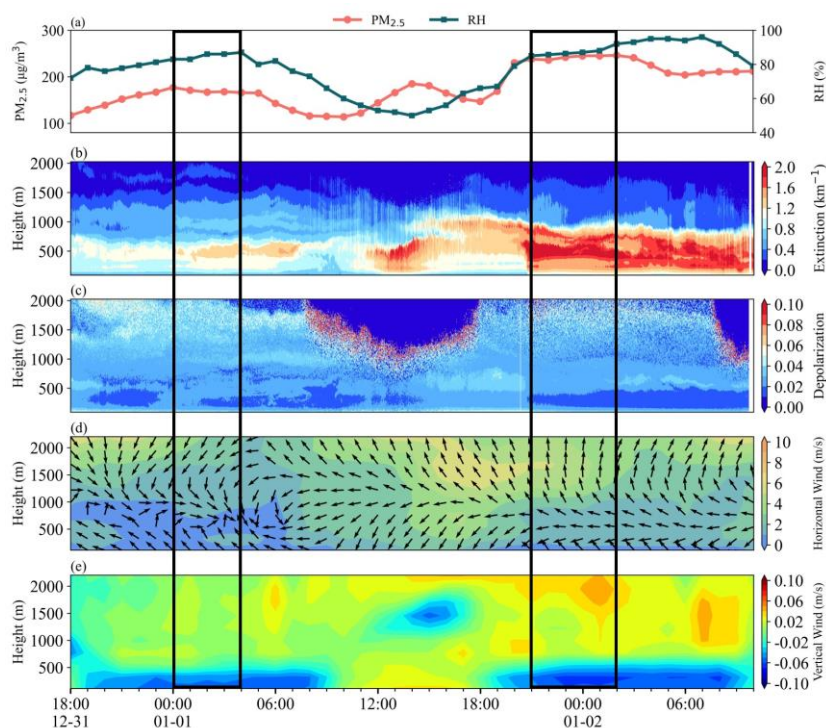 (a)
PM2.5
RH
300
200
100
PM2.5 (μg/m³)
100
80
60
40
RH (%)
(b)
2000
1500
1000
500
Height (m)
2.0
1.6
1.2
0.8
0.4
0.0
Extinction (km⁻¹)
(c)
2000
1500
1000
500
Height (m)
0.10
0.08
0.06
0.04
0.02
0.00
Depolarization
(d)
2000
1500
1000
500
Height (m)
10
8
6
4
2
0
Horizontal Wind (m/s)
(e)
2000
1500
1000
500
Height (m)
0.10
0.05
0.00
-0.05
-0.10
Vertical Wind (m/s)
18:00 00:00 06:00 12:00 18:00 00:00 06:00
12-31 01-01 01-02